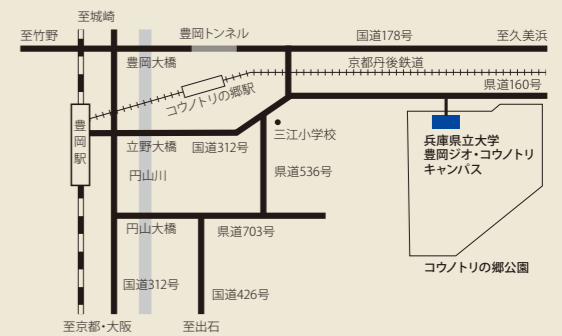 至城崎
至竹野
豊岡トンネル
国道178号
至久美浜
豊岡大橋
京都丹後鉄道
コウノトリの郷駅
県道160号
豊岡駅
三江小学校
兵庫県立大学
豊岡ジオ・コウノトリ
キャンパス
立野大橋
国道312号
円山川
県道536号
円山大橋
県道703号
コウノトリの郷公園
国道312号
国道426号
至京都・大阪
至出石